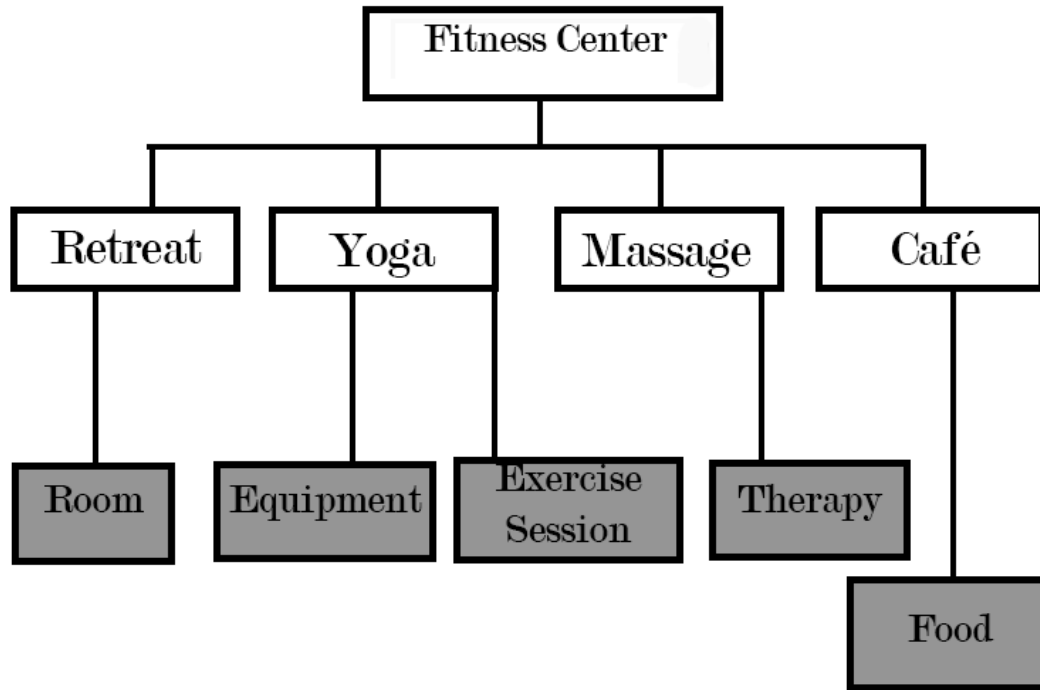 Fitness Center
Retreat
Yoga
Massage
Café
Room
Equipment
Exercise
Session
Therapy
Food